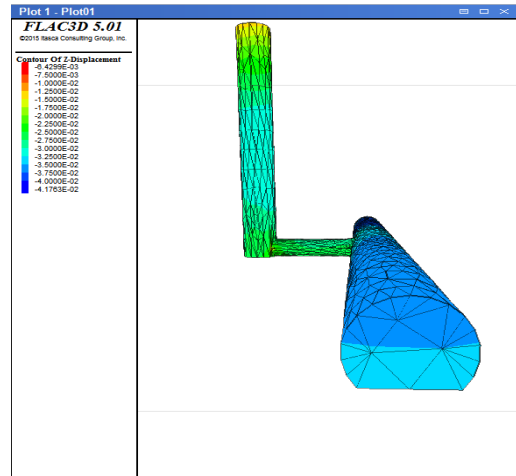 Plot 1 - Plot01
FLAC3D 5.01
©2015 Itasca Consulting Group, Inc.
Contour Of Z-Displacement
-6.4299E-03
-7.5000E-03
-1.0000E-02
-1.2500E-02
-1.5000E-02
-1.7500E-02
-2.0000E-02
-2.2500E-02
-2.5000E-02
-2.7500E-02
-3.0000E-02
-3.2500E-02
-3.5000E-02
-3.7500E-02
-4.0000E-02
-4.1763E-02